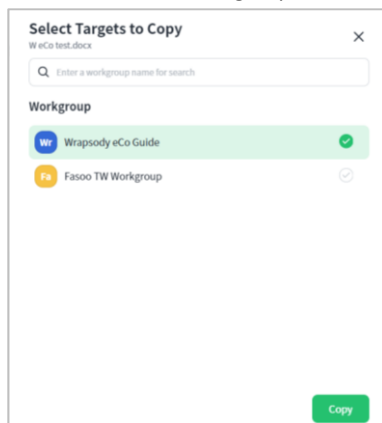 Select Targets to Copy
W eCo test.docx
Enter a workgroup name for search
Workgroup
Wr Wrapsody eCo Guide
Fa Fasoo TW Workgroup
Copy